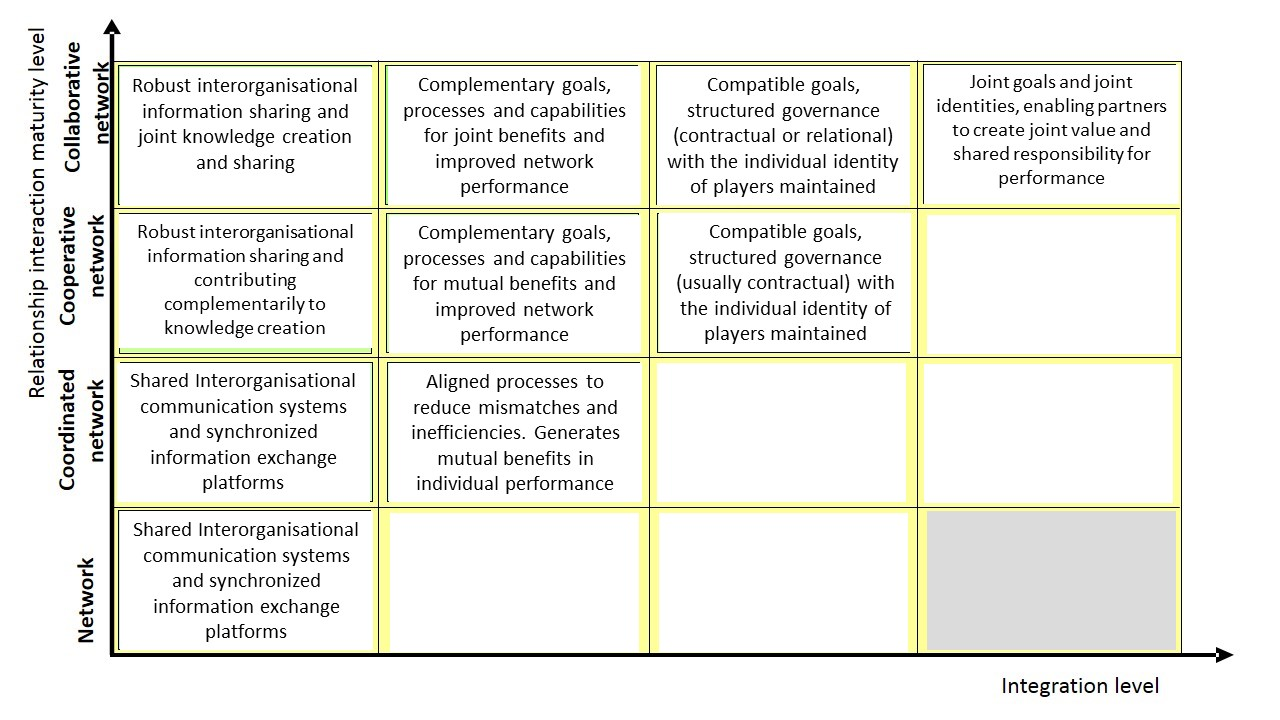 Relationship interaction maturity level
Collaborative
network
Robust interorganisational
information sharing and
joint knowledge creation
and sharing
Complementary goals,
processes and capabilities
for joint benefits and
improved network
performance
Compatible goals,
structured governance
(contractual or relational)
with the individual identity
of players maintained
Joint goals and joint
identities, enabling partners
to create joint value and
shared responsibility for
performance
Cooperative
network
Robust interorganisational
information sharing and
contributing
complementarily to
knowledge creation
Complementary goals,
processes and capabilities
for mutual benefits and
improved network
performance
Compatible goals,
structured governance
(usually contractual) with
the individual identity of
players maintained
Coordinated
network
Shared Interorganisational
communication systems
and synchronized
information exchange
platforms
Aligned processes to
reduce mismatches and
inefficiencies. Generates
mutual benefits in
individual performance
Network
Shared Interorganisational
communication systems
and synchronized
information exchange
platforms
Integration level